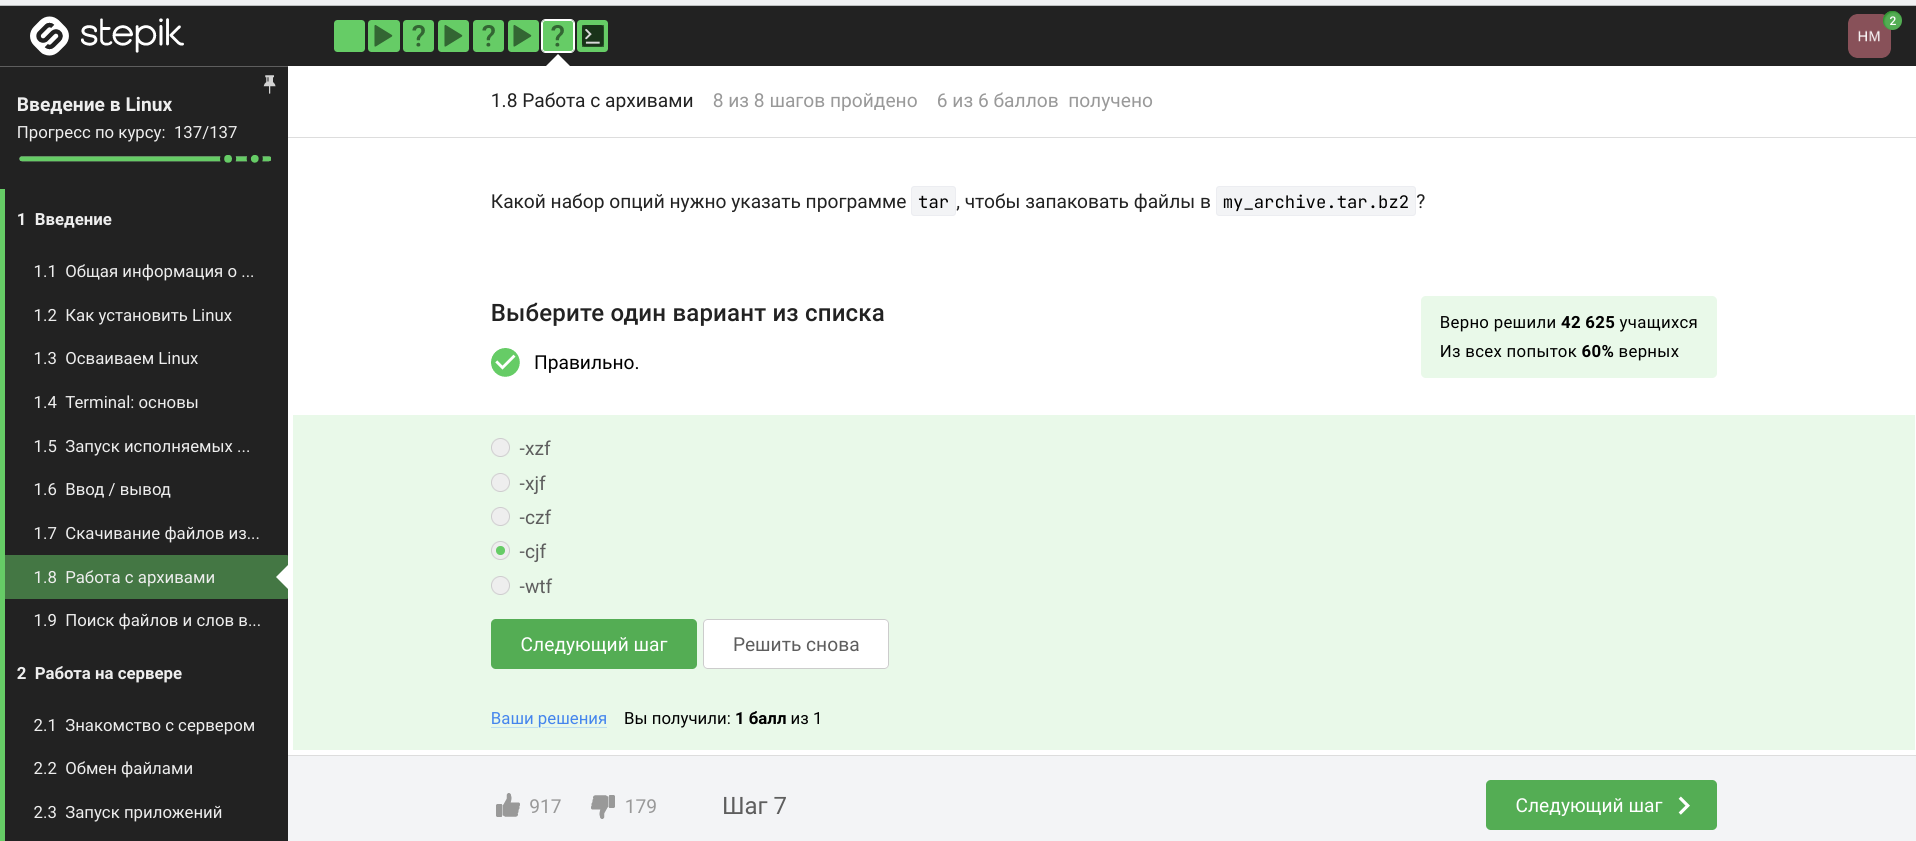 stepik
? ? ?
НМ
2
Введение в Linux
Прогресс по курсу: 137/137
1 Введение
1.1 Общая информация о ...
1.2 Как установить Linux
1.3 Осваиваем Linux
1.4 Terminal: основы
1.5 Запуск исполняемых ...
1.6 Ввод / вывод
1.7 Скачивание файлов из...
1.8 Работа с архивами
1.9 Поиск файлов и слов в...
2 Работа на сервере
2.1 Знакомство с сервером
2.2 Обмен файлами
2.3 Запуск приложений
1.8 Работа с архивами 8 из 8 шагов пройдено 6 из 6 баллов получено
Какой набор опций нужно указать программе tar, чтобы запаковать файлы в my_archive.tar.bz2?
Выберите один вариант из списка
Правильно.
Верно решили 42 625 учащихся
Из всех попыток 60% верных
-xzf
-xjf
-czf
-cjf
-wtf
Следующий шаг Решить снова
Ваши решения Вы получили: 1 балл из 1
917 179 Шаг 7 Следующий шаг